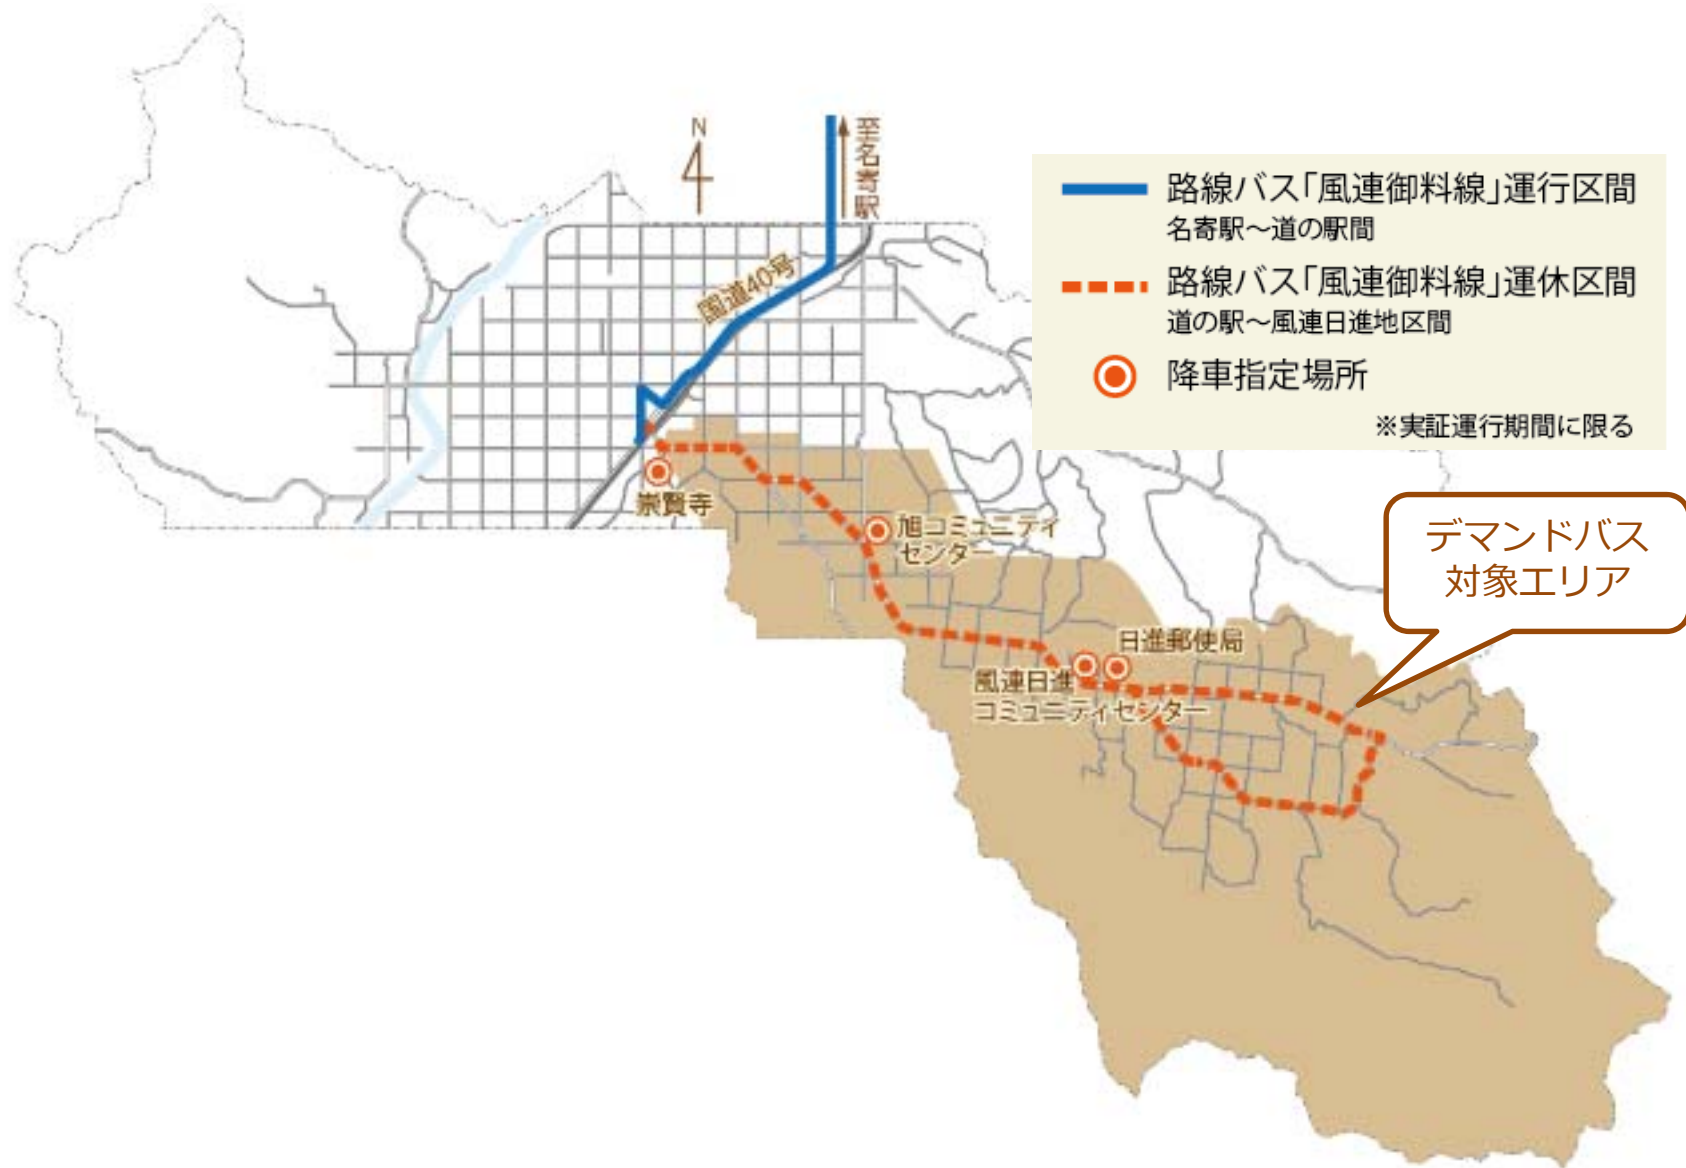 N
至名寄駅
国道40号
路線バス「風連御料線」運行区間
名寄駅～道の駅間
路線バス「風連御料線」運休区間
道の駅～風連日進地区間
降車指定場所
※実証運行期間に限る
崇賢寺
旭コミュニティ
センター
デマンドバス
対象エリア
日進郵便局
風連日進
コミュニティセンター